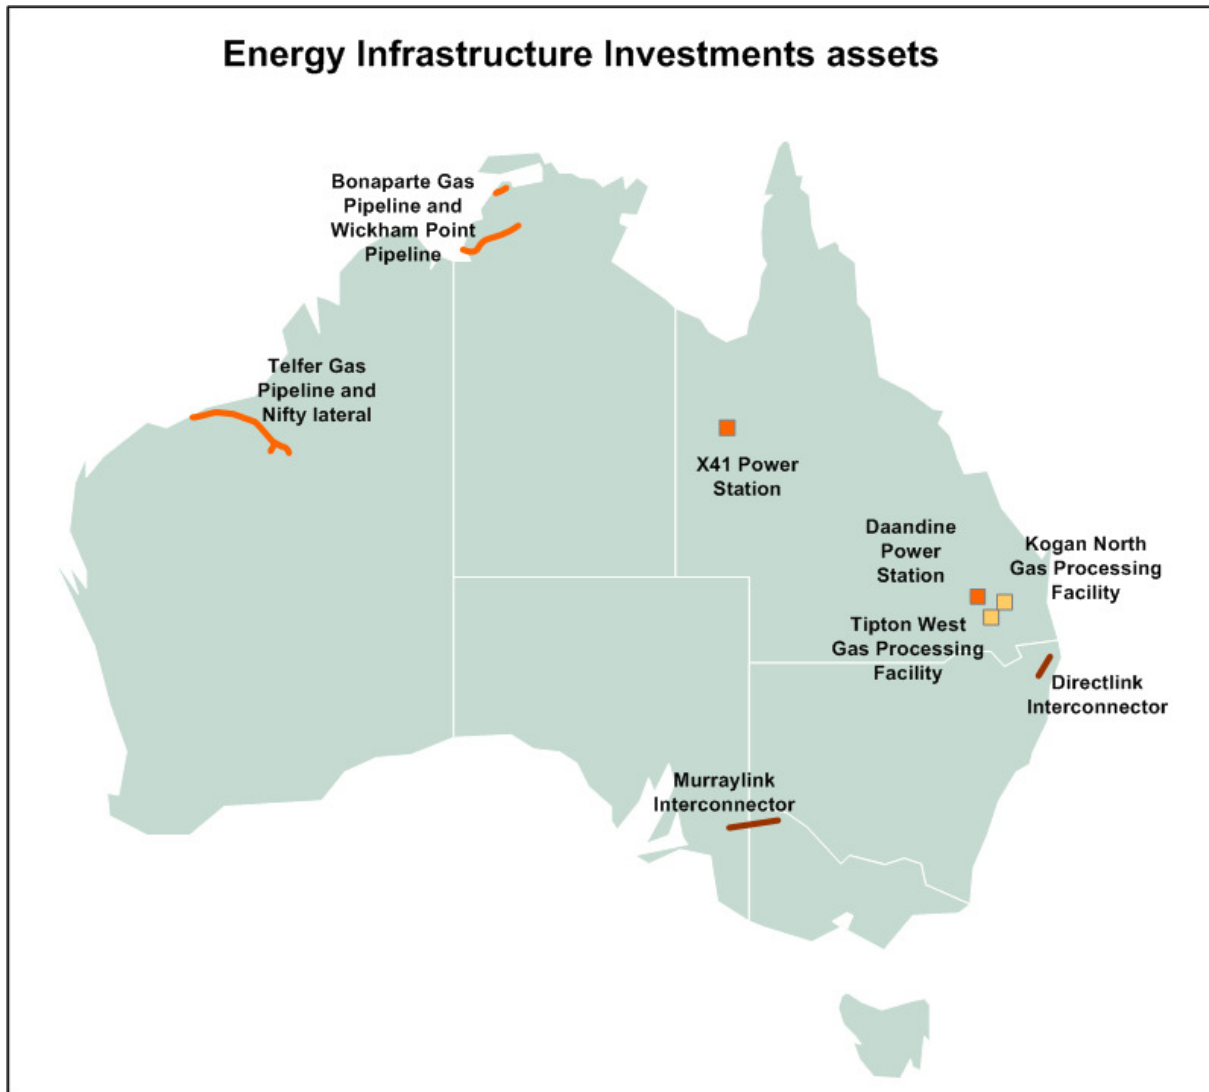 Energy Infrastructure Investments assets
Bonaparte Gas
Pipeline and
Wickham Point
Pipeline
Telfer Gas
Pipeline and
Nifty lateral
X41 Power
Station
Daandine
Power
Station
Kogan North
Gas Processing
Facility
Tipton West
Gas Processing
Facility
Directlink
Interconnector
Murraylink
Interconnector